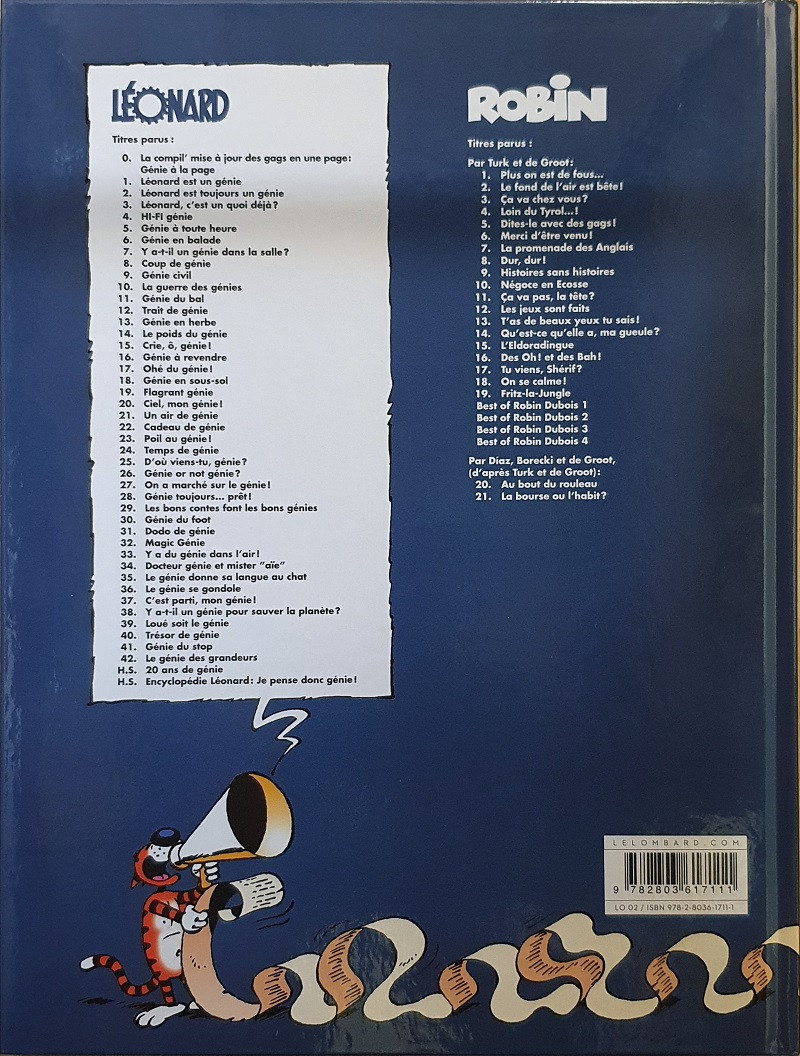 LÉONARD
Titres parus :
0. La compil' mise à jour des gags en une page:
Génie à la page
1. Léonard est un génie
2. Léonard est toujours un génie
3. Léonard, c'est un quoi déjà?
4. HI-FI génie
5. Génie à toute heure
6. Génie en balade
7. Y a-t-il un génie dans la salle?
8. Coup de génie
9. Génie civil
10. La guerre des génies
11. Génie du bal
12. Trait de génie
13. Génie en herbe
14. Le poids du génie
15. Crie, ô, génie!
16. Génie à revendre
17. Ohé du génie!
18. Génie en sous-sol
19. Flagrant génie
20. Ciel, mon génie!
21. Un air de génie
22. Cadeau de génie
23. Poil au génie!
24. Temps de génie
25. D'où viens-tu, génie?
26. Génie or not génie?
27. On a marché sur le génie!
28. Génie toujours... prêt!
29. Les bons contes font les bons génies
30. Génie du foot
31. Dodo de génie
32. Magic Génie
33. Y a du génie dans l'air!
34. Docteur génie et mister "aïe"
35. Le génie donne sa langue au chat
36. Le génie se gondole
37. C'est parti, mon génie!
38. Y a-t-il un génie pour sauver la planète?
39. Loué soit le génie
40. Trésor de génie
41. Génie du stop
42. Le génie des grandeurs
H.S. 20 ans de génie
H.S. Encyclopédie Léonard: Je pense donc génie!
ROBIN
Titres parus :
Par Turk et de Groot:
1. Plus on est de fous...
2. Le fond de l'air est bête!
3. Ça va chez vous?
4. Loin du Tyrol...!
5. Dites-le avec des gags!
6. Merci d'être venu!
7. La promenade des Anglais
8. Dur, dur!
9. Histoires sans histoires
10. Négoce en Ecosse
11. Ça va pas, la tête?
12. Les jeux sont faits
13. T'as de beaux yeux tu sais!
14. Qu'est-ce qu'elle a, ma gueule?
15. L'Eldoradingue
16. Des Oh! et des Bah!
17. Tu viens, Shérif?
18. On se calme!
19. Fritz-la-Jungle
Best of Robin Dubois 1
Best of Robin Dubois 2
Best of Robin Dubois 3
Best of Robin Dubois 4
Par Díaz, Borecki et de Groot,
(d'après Turk et de Groot):
20. Au bout du rouleau
21. La bourse ou l'habit?
LELOMBARD.COM
9 782803 617111
LO 02 / ISBN 978-2-8036-1711-1